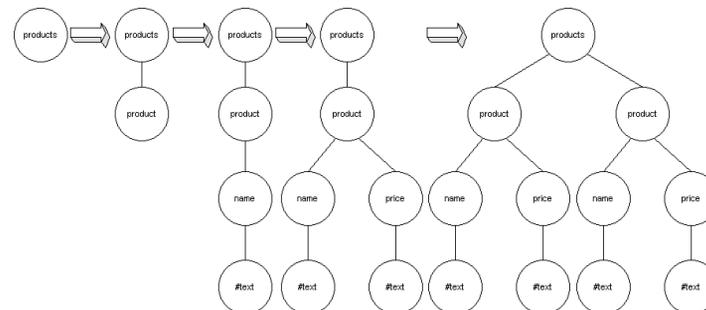 products products products products products
product product product product
name name price name price name price
#text #text #text #text #text #text #text